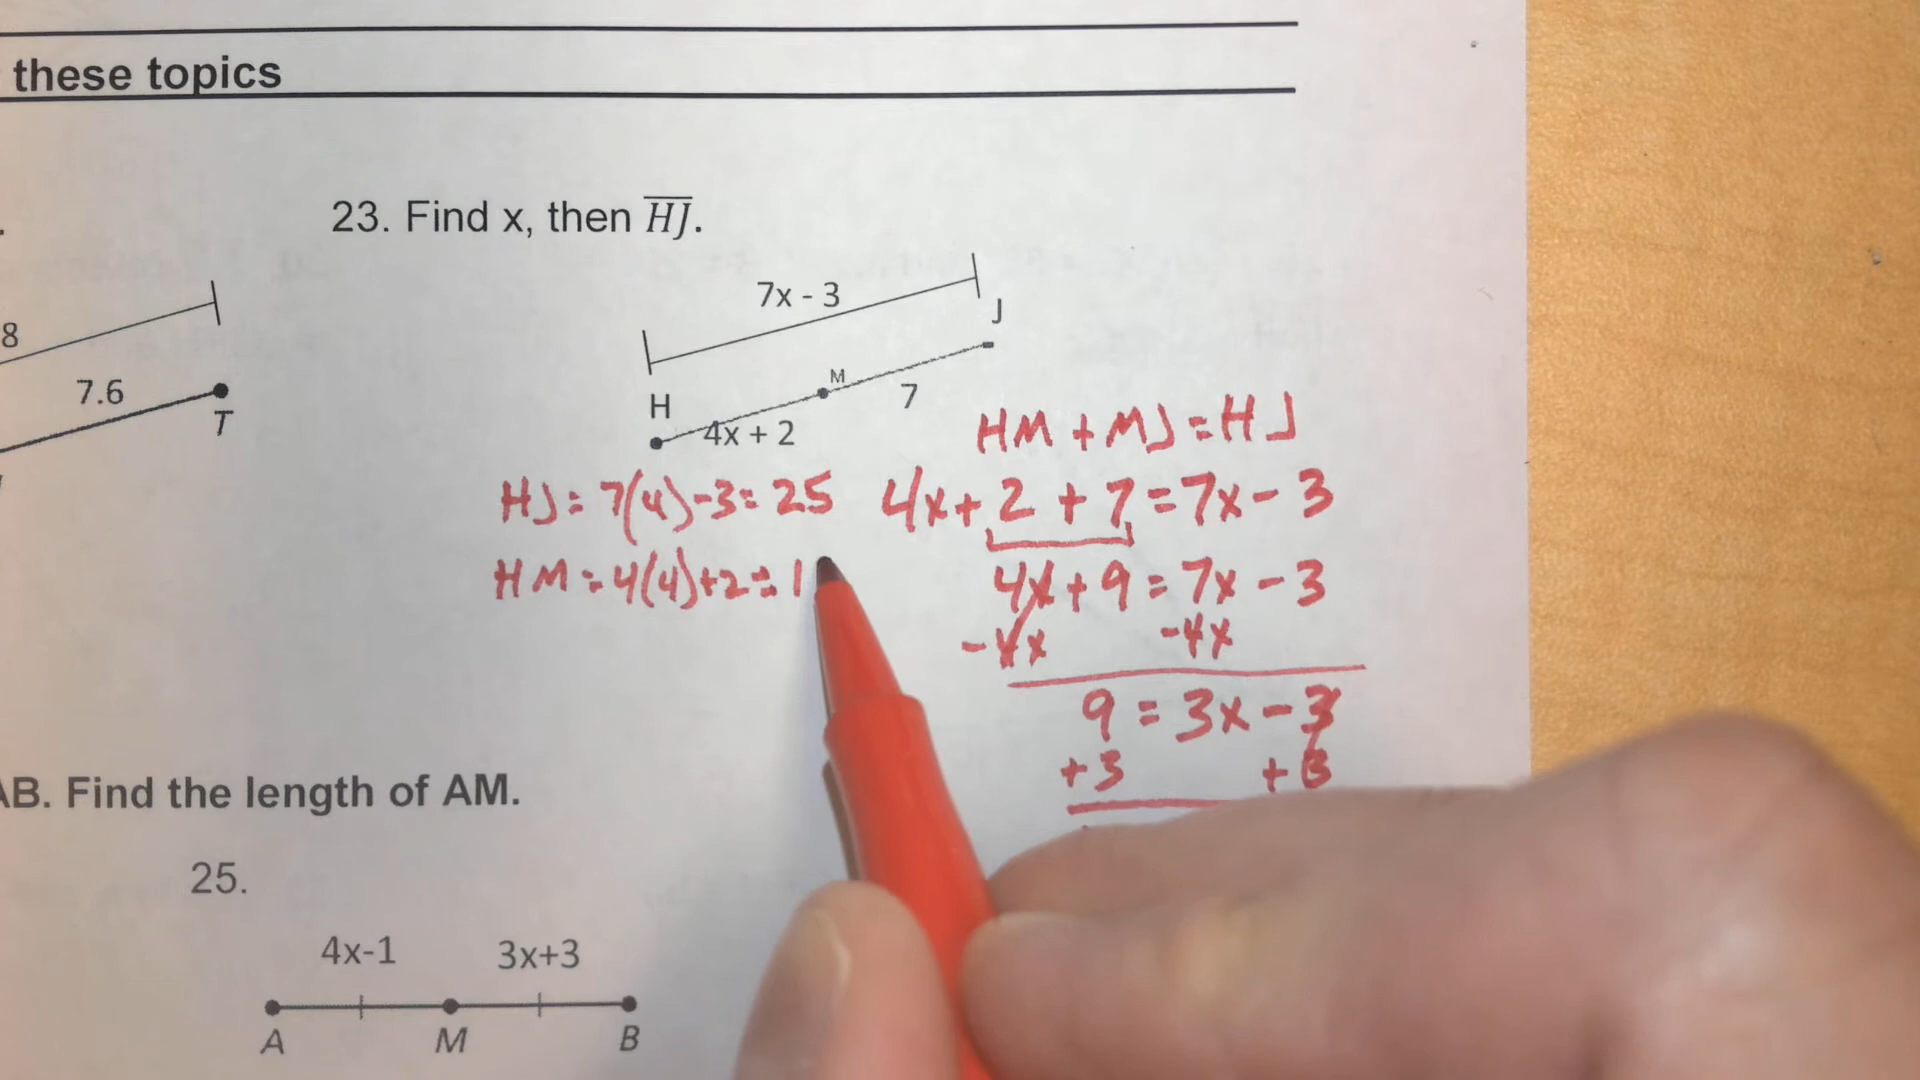 these topics
23. Find x, then HJ.
8
7.6
T
7x - 3
J
M
7
H
4x + 2
HM + MJ = HJ
HJ = 7(4) - 3 = 25
4x + 2 + 7 = 7x - 3
HM = 4(4) + 2 = 1
4x + 9 = 7x - 3
- 4x - 4x
9 = 3x - 3
+ 3 + 3
AB. Find the length of AM.
25.
4x-1 3x+3
A M B